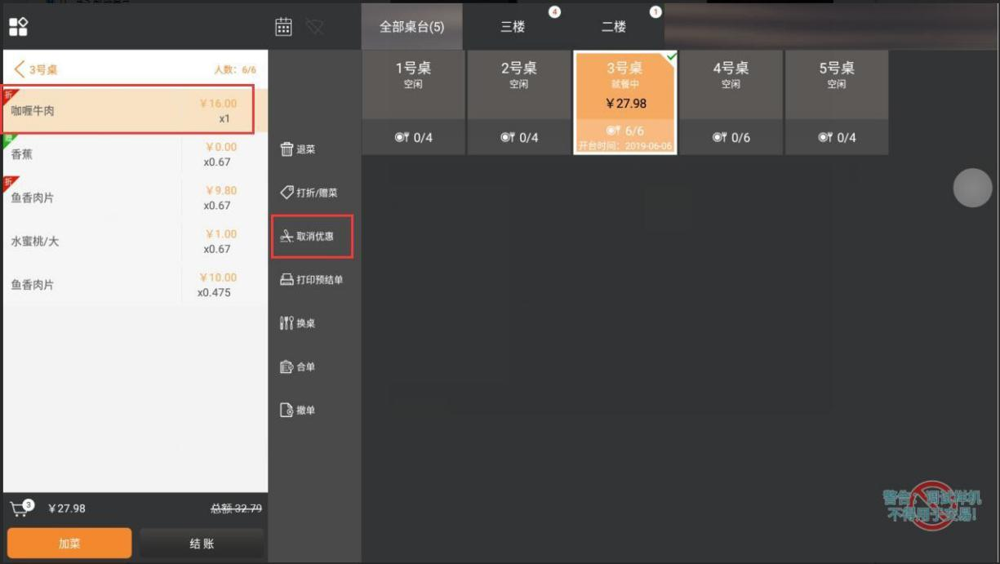 全部桌台(5)
三楼
4
二楼
1
3号桌
人数：6/6
折
咖喱牛肉
￥16.00
x1
赠
香蕉
￥0.00
x0.67
折
鱼香肉片
￥9.80
x0.67
水蜜桃/大
￥1.00
x0.67
鱼香肉片
￥10.00
x0.475
3
￥27.98
总额 32.79
加菜
结账
退菜
打折/赠菜
取消优惠
打印预结单
换桌
合单
撤单
1号桌
空闲
0/4
2号桌
空闲
0/4
3号桌
就餐中
￥27.98
6/6
开台时间：2019-06-06
4号桌
空闲
0/6
5号桌
空闲
0/4
警告：调试样机
不得用于交易!